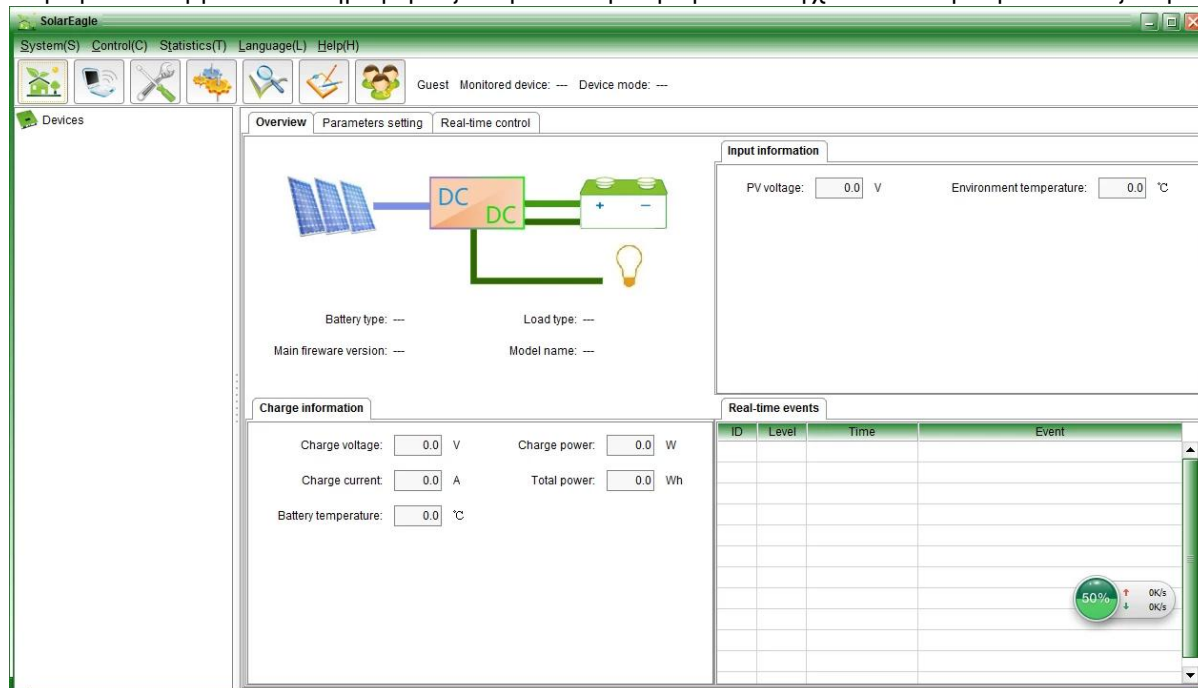 SolarEagle
System(S) Control(C) Statistics(T) Language(L) Help(H)
Guest Monitored device: --- Device mode: ---
Devices
Overview Parameters setting Real-time control
DC
DC
+ −
Battery type: --- Load type: ---
Main fireware version: --- Model name: ---
Input information
PV voltage: 0.0 V Environment temperature: 0.0 ℃
Charge information
Charge voltage: 0.0 V Charge power: 0.0 W
Charge current: 0.0 A Total power: 0.0 Wh
Battery temperature: 0.0 ℃
Real-time events
ID Level Time Event
50% ↑ 0K/s
↓ 0K/s